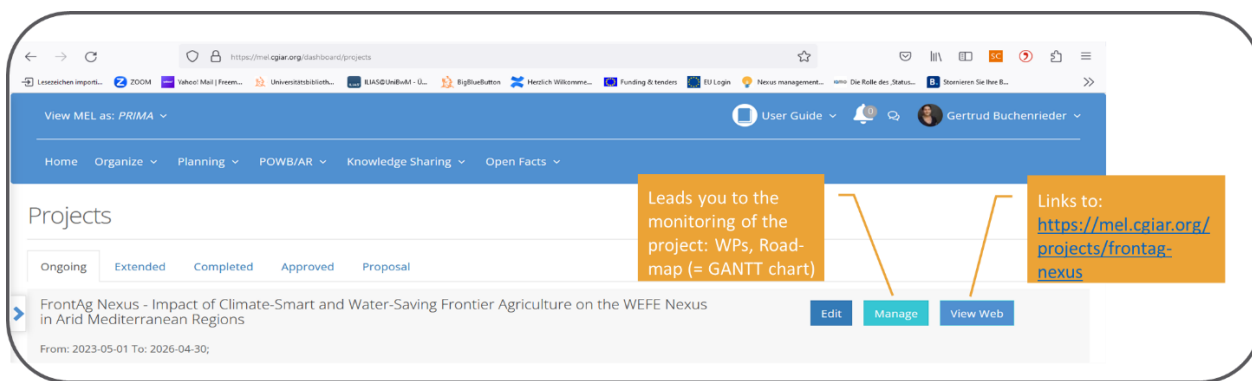 https://mel.cgiar.org/dashboard/projects
Lesezeichen importi... ZOOM Yahoo! Mail | Freem... Universitätsbiblioth... ILIAS@UniBwM - Ü... BigBlueButton Herzlich Willkomme... Funding & tenders EU Login Nexus management... Die Rolle des ‚Status... B. Stornieren Sie Ihre B...
View MEL as: PRIMA User Guide 0 Gertrud Buchenrieder
Home Organize Planning POWB/AR Knowledge Sharing Open Facts
Leads you to the
monitoring of the
project: WPs, Road-
map (= GANTT chart)
Links to:
https://mel.cgiar.org/
projects/frontag-
nexus
Projects
Ongoing Extended Completed Approved Proposal
FrontAg Nexus - Impact of Climate-Smart and Water-Saving Frontier Agriculture on the WEFE Nexus
in Arid Mediterranean Regions
Edit Manage View Web
From: 2023-05-01 To: 2026-04-30;